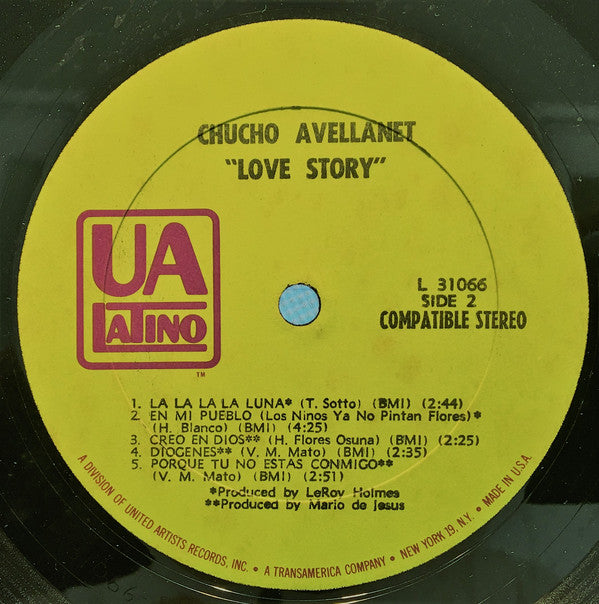 CHUCHO AVELLANET
"LOVE STORY"
UA
LATINO
TM
L 31066
SIDE 2
COMPATIBLE STEREO
1. LA LA LA LA LUNA* (T. Sotto) (BMI) (2:44)
2. EN MI PUEBLO (Los Ninos Ya No Pintan Flores)*
(H. Blanco) (BMI) (4:25)
3. CREO EN DIOS** (H. Flores Osuna) (BMI) (2:25)
4. DIOGENES** (V. M. Mato) (BMI) (2:35)
5. PORQUE TU NO ESTAS CONMIGO**
(V. M. Mato) (BMI) (2:51)
*Produced by LeRoy Holmes
**Produced by Mario de Jesus
A DIVISION OF UNITED ARTISTS RECORDS, INC. • A TRANSAMERICA COMPANY • NEW YORK 19, N.Y. • MADE IN U.S.A.